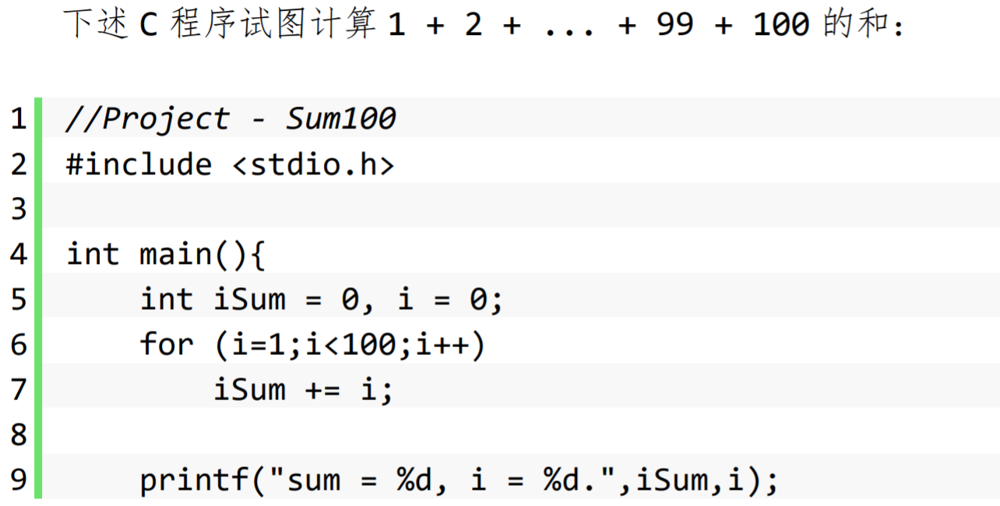 下述 C 程序试图计算 1 + 2 + ... + 99 + 100 的和：
1 //Project - Sum100
2 #include <stdio.h>
3
4 int main(){
5     int iSum = 0, i = 0;
6     for (i=1;i<100;i++)
7         iSum += i;
8
9     printf("sum = %d, i = %d.",iSum,i);